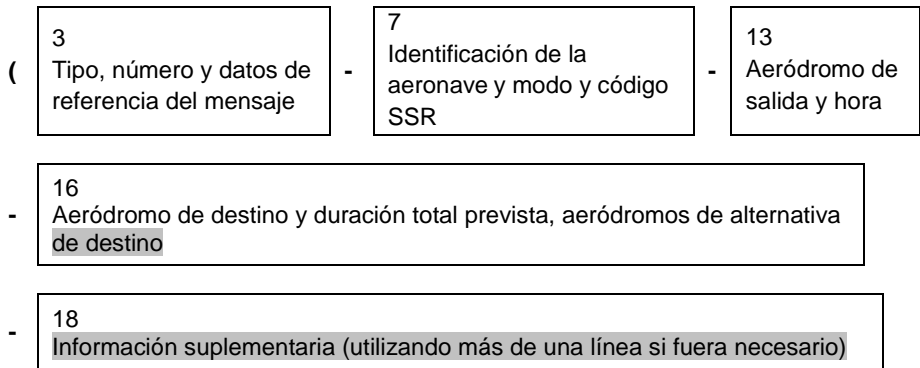 (
3
Tipo, número y datos de
referencia del mensaje
-
7
Identificación de la
aeronave y modo y código
SSR
-
13
Aeródromo de
salida y hora
-
16
Aeródromo de destino y duración total prevista, aeródromos de alternativa
de destino
-
18
Información suplementaria (utilizando más de una línea si fuera necesario)